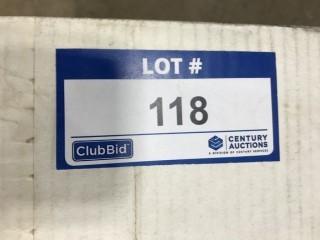 LOT #
118
ClubBid
CENTURY
AUCTIONS
A DIVISION OF CENTURY SERVICES